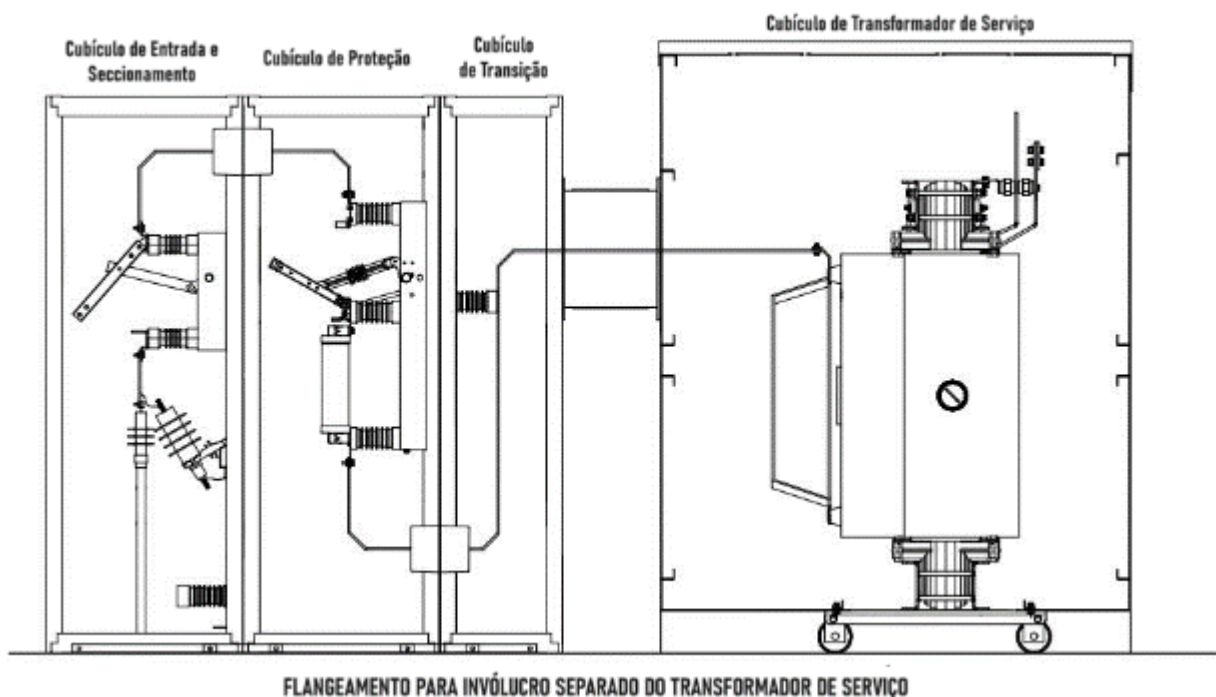 Cubículo de Transformador de Serviço
Cubículo de Entrada e
Seccionamento
Cubículo de Proteção
Cubículo
de Transição
FLANGEAMENTO PARA INVÓLUCRO SEPARADO DO TRANSFORMADOR DE SERVIÇO